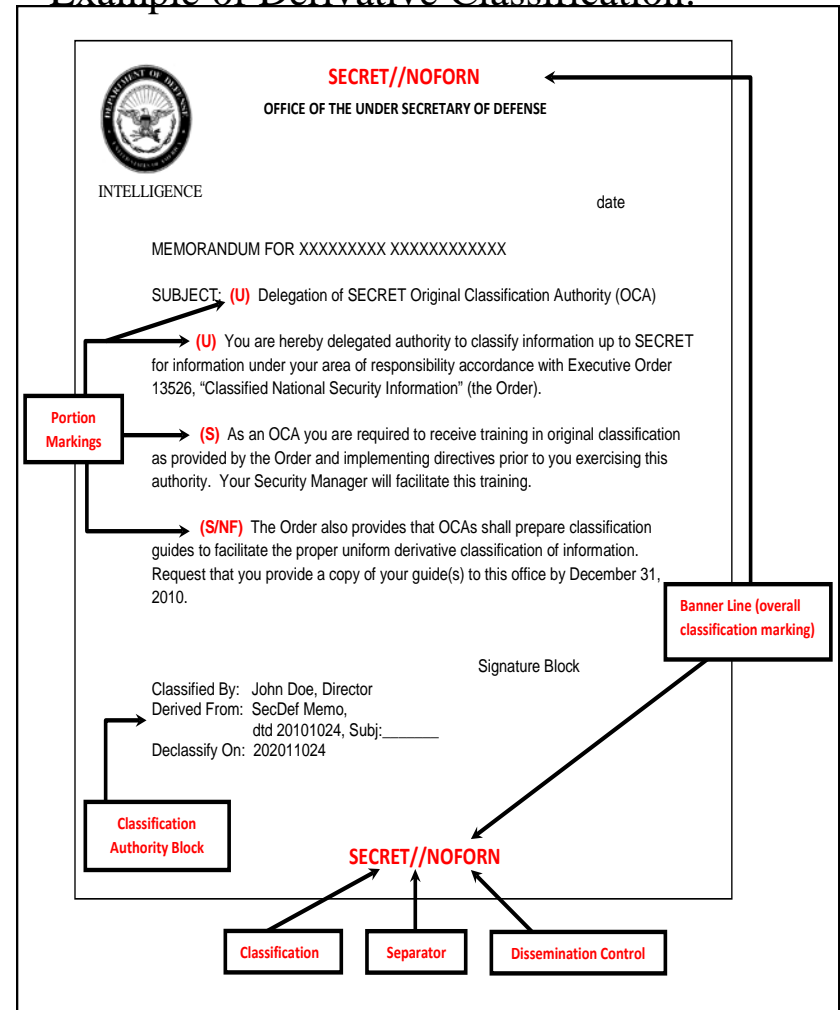 Example of Derivative Classification:
SECRET//NOFORN
OFFICE OF THE UNDER SECRETARY OF DEFENSE
DEPARTMENT OF DEFENSE
UNITED STATES OF AMERICA
INTELLIGENCE
date
MEMORANDUM FOR XXXXXXXXX XXXXXXXXXXXX
SUBJECT: (U) Delegation of SECRET Original Classification Authority (OCA)
(U) You are hereby delegated authority to classify information up to SECRET
for information under your area of responsibility accordance with Executive Order
13526, “Classified National Security Information” (the Order).
Portion
Markings
(S) As an OCA you are required to receive training in original classification
as provided by the Order and implementing directives prior to you exercising this
authority. Your Security Manager will facilitate this training.
(S/NF) The Order also provides that OCAs shall prepare classification
guides to facilitate the proper uniform derivative classification of information.
Request that you provide a copy of your guide(s) to this office by December 31,
2010.
Banner Line (overall
classification marking)
Signature Block
Classified By: John Doe, Director
Derived From: SecDef Memo,
dtd 20101024, Subj:_______
Declassify On: 202011024
Classification
Authority Block
SECRET//NOFORN
Classification
Separator
Dissemination Control